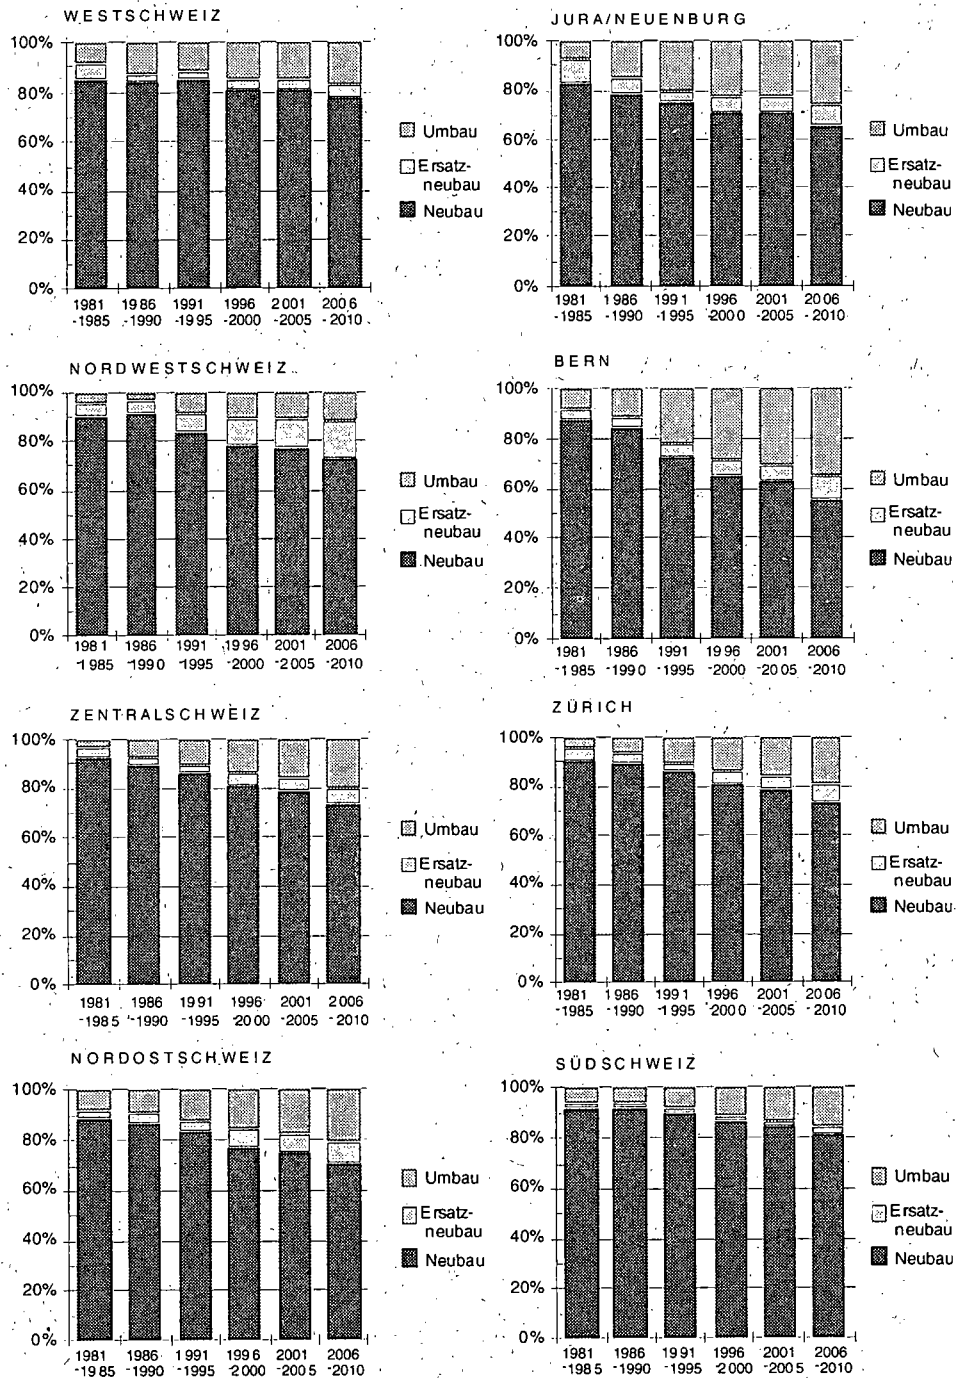 WESTSCHWEIZ
100%
80%
60%
40%
20%
0%
1981 1986 1991 1996 2001 2006
-1985 -1990 -1995 -2000 -2005 -2010
Umbau
Ersatz-
neubau
Neubau
JURA/NEUENBURG
100%
80%
60%
40%
20%
0%
1981 1986 1991 1996 2001 2006
-1985 -1990 -1995 -2000 -2005 -2010
Umbau
Ersatz-
neubau
Neubau
NORDWESTSCHWEIZ
100%
80%
60%
40%
20%
0%
1981 1986 1991 1996 2001 2006
-1985 -1990 -1995 -2000 -2005 -2010
Umbau
Ersatz-
neubau
Neubau
BERN
100%
80%
60%
40%
20%
0%
1981 1986 1991 1996 2001 2006
-1985 -1990 -1995 -2000 -2005 -2010
Umbau
Ersatz-
neubau
Neubau
ZENTRALSCHWEIZ
100%
80%
60%
40%
20%
0%
1981 1986 1991 1996 2001 2006
-1985 -1990 -1995 -2000 -2005 -2010
Umbau
Ersatz-
neubau
Neubau
ZÜRICH
100%
80%
60%
40%
20%
0%
1981 1986 1991 1996 2001 2006
-1985 -1990 -1995 -2000 -2005 -2010
Umbau
Ersatz-
neubau
Neubau
NORDOSTSCHWEIZ
100%
80%
60%
40%
20%
0%
1981 1986 1991 1996 2001 2006
-1985 -1990 -1995 -2000 -2005 -2010
Umbau
Ersatz-
neubau
Neubau
SÜDSCHWEIZ
100%
80%
60%
40%
20%
0%
1981 1986 1991 1996 2001 2006
-1985 -1990 -1995 -2000 -2005 -2010
Umbau
Ersatz-
neubau
Neubau